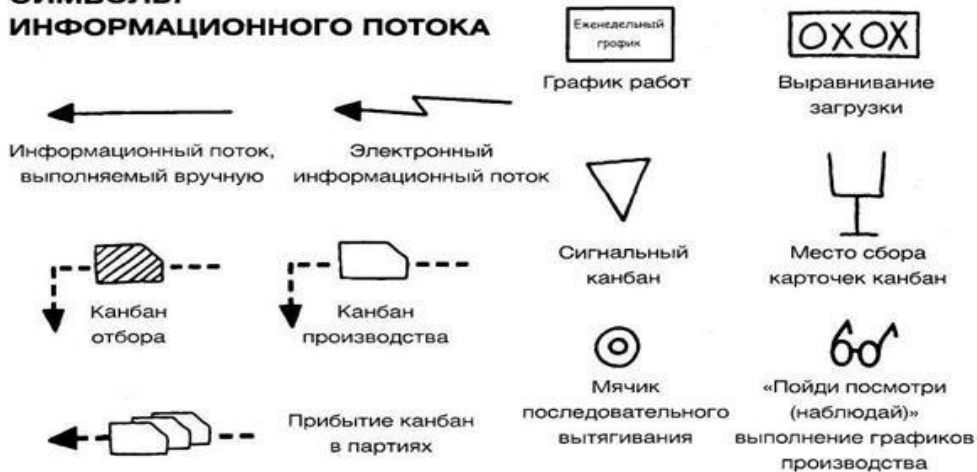 СИМВОЛЫ
ИНФОРМАЦИОННОГО ПОТОКА
Информационный поток,
выполняемый вручную
Электронный
информационный поток
Канбан
отбора
Канбан
производства
Прибытие канбан
в партиях
Еженедельный
график
График работ
OXOX
Выравнивание
загрузки
Сигнальный
канбан
Место сбора
карточек канбан
Мячик
последовательного
вытягивания
«Пойди посмотри
(наблюдай)»
выполнение графиков
производства